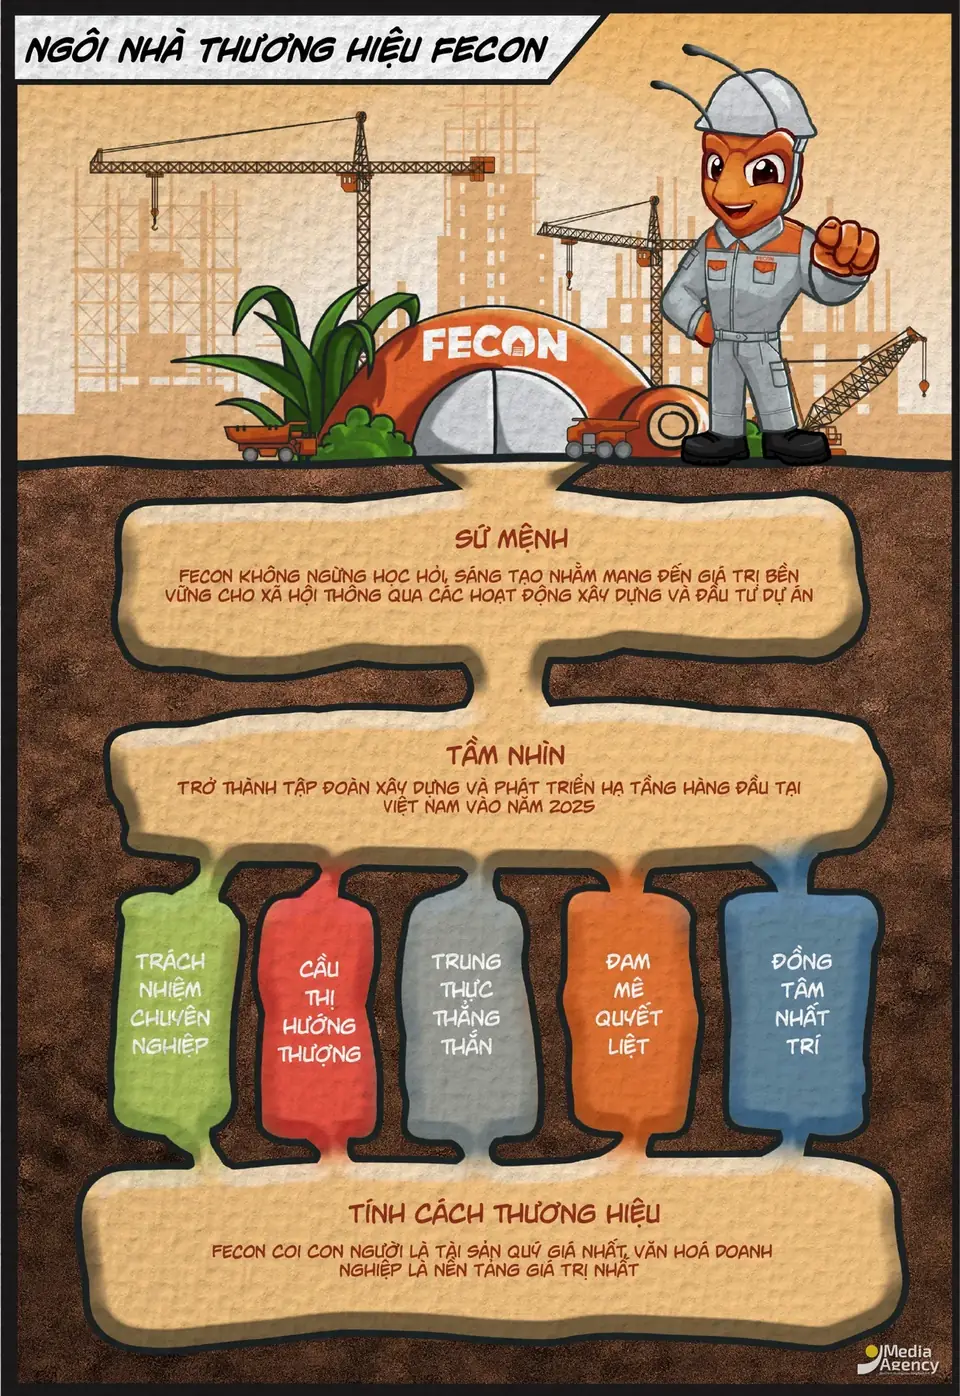 NGÔI NHÀ THƯƠNG HIỆU FECON
FECON
FECON
SỨ MỆNH
FECON KHÔNG NGỪNG HỌC HỎI, SÁNG TẠO NHẰM MANG ĐẾN GIÁ TRỊ BỀN
VỮNG CHO XÃ HỘI THÔNG QUA CÁC HOẠT ĐỘNG XÂY DỰNG VÀ ĐẦU TƯ DỰ ÁN
TẦM NHÌN
TRỞ THÀNH TẬP ĐOÀN XÂY DỰNG VÀ PHÁT TRIỂN HẠ TẦNG HÀNG ĐẦU TẠI
VIỆT NAM VÀO NĂM 2025
TRÁCH
NHIỆM
CHUYÊN
NGHIỆP
CẦU
THỊ
HƯỚNG
THƯỢNG
TRUNG
THỰC
THẲNG
THẮN
ĐAM
MÊ
QUYẾT
LIỆT
ĐỒNG
TÂM
NHẤT
TRÍ
TÍNH CÁCH THƯƠNG HIỆU
FECON COI CON NGƯỜI LÀ TÀI SẢN QUÝ GIÁ NHẤT, VĂN HOÁ DOANH
NGHIỆP LÀ NỀN TẢNG GIÁ TRỊ NHẤT
Media
Agency